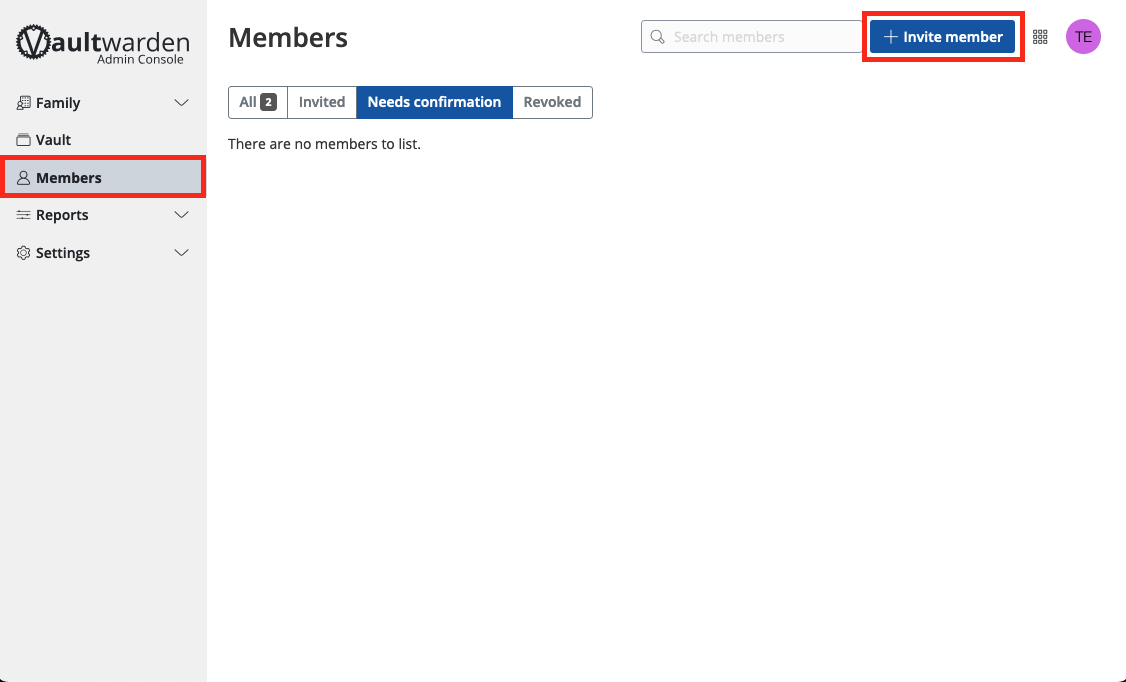 Vaultwarden
Admin Console
Family
Vault
Members
Reports
Settings
Members
Search members
Invite member
TE
All 2 Invited Needs confirmation Revoked
There are no members to list.